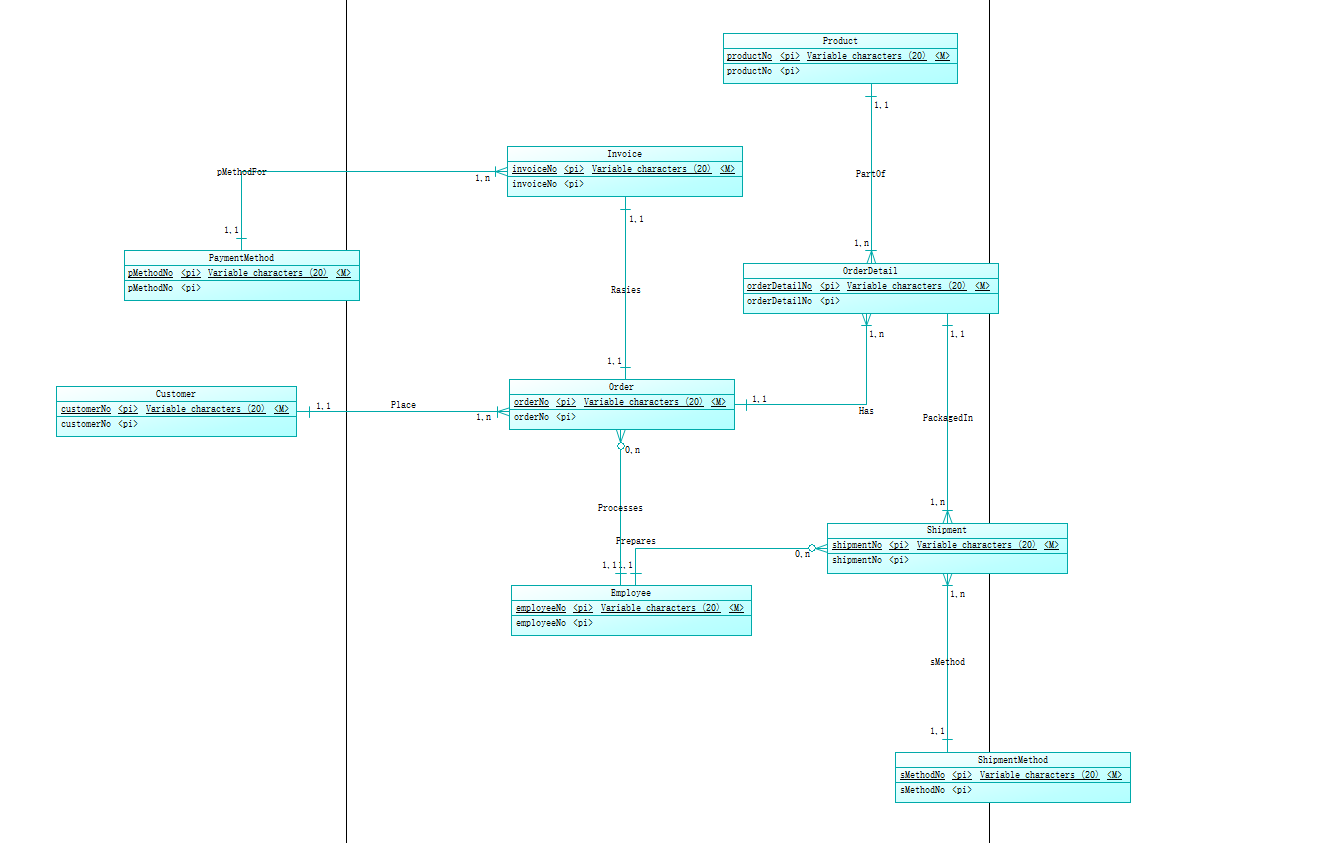 Product
productNo <pi> Variable characters (20) <M>
productNo <pi>
1,1
PartOf
1,n
Invoice
invoiceNo <pi> Variable characters (20) <M>
invoiceNo <pi>
pMethodFor
1,n
1,1
1,1
PaymentMethod
pMethodNo <pi> Variable characters (20) <M>
pMethodNo <pi>
OrderDetail
orderDetailNo <pi> Variable characters (20) <M>
orderDetailNo <pi>
Rasies
1,n
1,1
1,1
Order
orderNo <pi> Variable characters (20) <M>
orderNo <pi>
Customer
customerNo <pi> Variable characters (20) <M>
customerNo <pi>
1,1
Place
1,n
1,1
Has
PackagedIn
0,n
Processes
1,n
Prepares
0,n
1,1
1,1
Shipment
shipmentNo <pi> Variable characters (20) <M>
shipmentNo <pi>
Employee
employeeNo <pi> Variable characters (20) <M>
employeeNo <pi>
1,n
sMethod
1,1
ShipmentMethod
sMethodNo <pi> Variable characters (20) <M>
sMethodNo <pi>